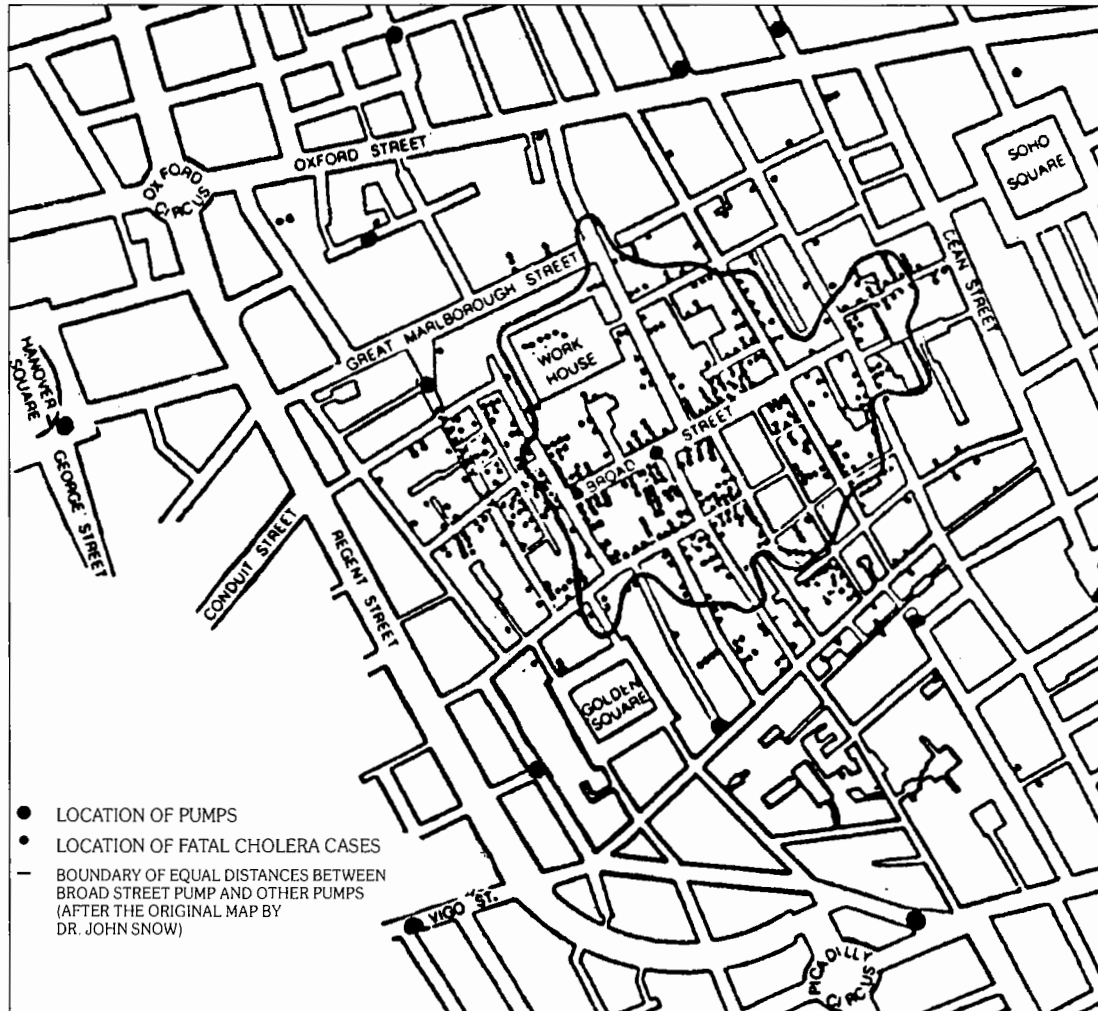 OXFORD STREET
SOHO
SQUARE
OXFORD
CIRCUS
DEAN STREET
GREAT MARLBOROUGH STREET
WORK
HOUSE
HANOVER
SQUARE
BROAD STREET
GEORGE STREET
CONDUIT STREET
REGENT STREET
GOLDEN
SQUARE
LOCATION OF PUMPS
LOCATION OF FATAL CHOLERA CASES
BOUNDARY OF EQUAL DISTANCES BETWEEN
BROAD STREET PUMP AND OTHER PUMPS
(AFTER THE ORIGINAL MAP BY
DR. JOHN SNOW)
VIGO ST.
PICADILLY
CIRCUS